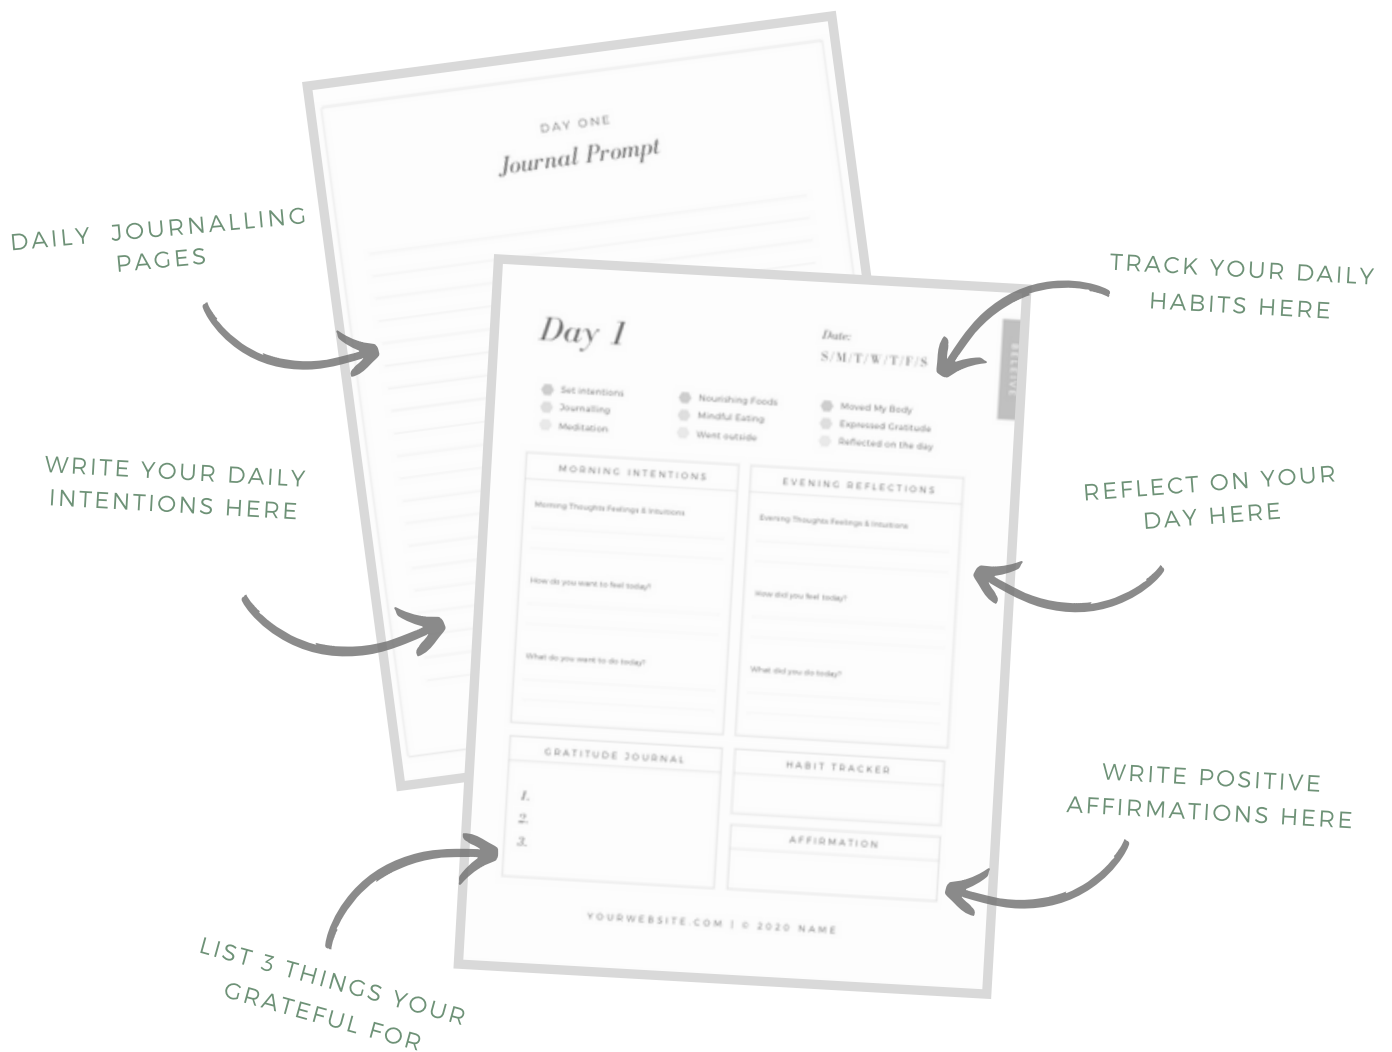 DAY ONE
Journal Prompt
DAILY JOURNALLING
PAGES
WRITE YOUR DAILY
INTENTIONS HERE
LIST 3 THINGS YOUR
GRATEFUL FOR
TRACK YOUR DAILY
HABITS HERE
REFLECT ON YOUR
DAY HERE
WRITE POSITIVE
AFFIRMATIONS HERE
Day 1
Date:
S/M/T/W/T/F/S
BELIEVE
Set intentions
Journalling
Meditation
Nourishing Foods
Mindful Eating
Went outside
Moved My Body
Expressed Gratitude
Reflected on the day
MORNING INTENTIONS
Morning Thoughts Feelings & Intuitions
How do you want to feel today?
What do you want to do today?
EVENING REFLECTIONS
Evening Thoughts Feelings & Intuitions
How did you feel today?
What did you do today?
GRATITUDE JOURNAL
1.
2.
3.
HABIT TRACKER
AFFIRMATION
YOURWEBSITE.COM | © 2020 NAME